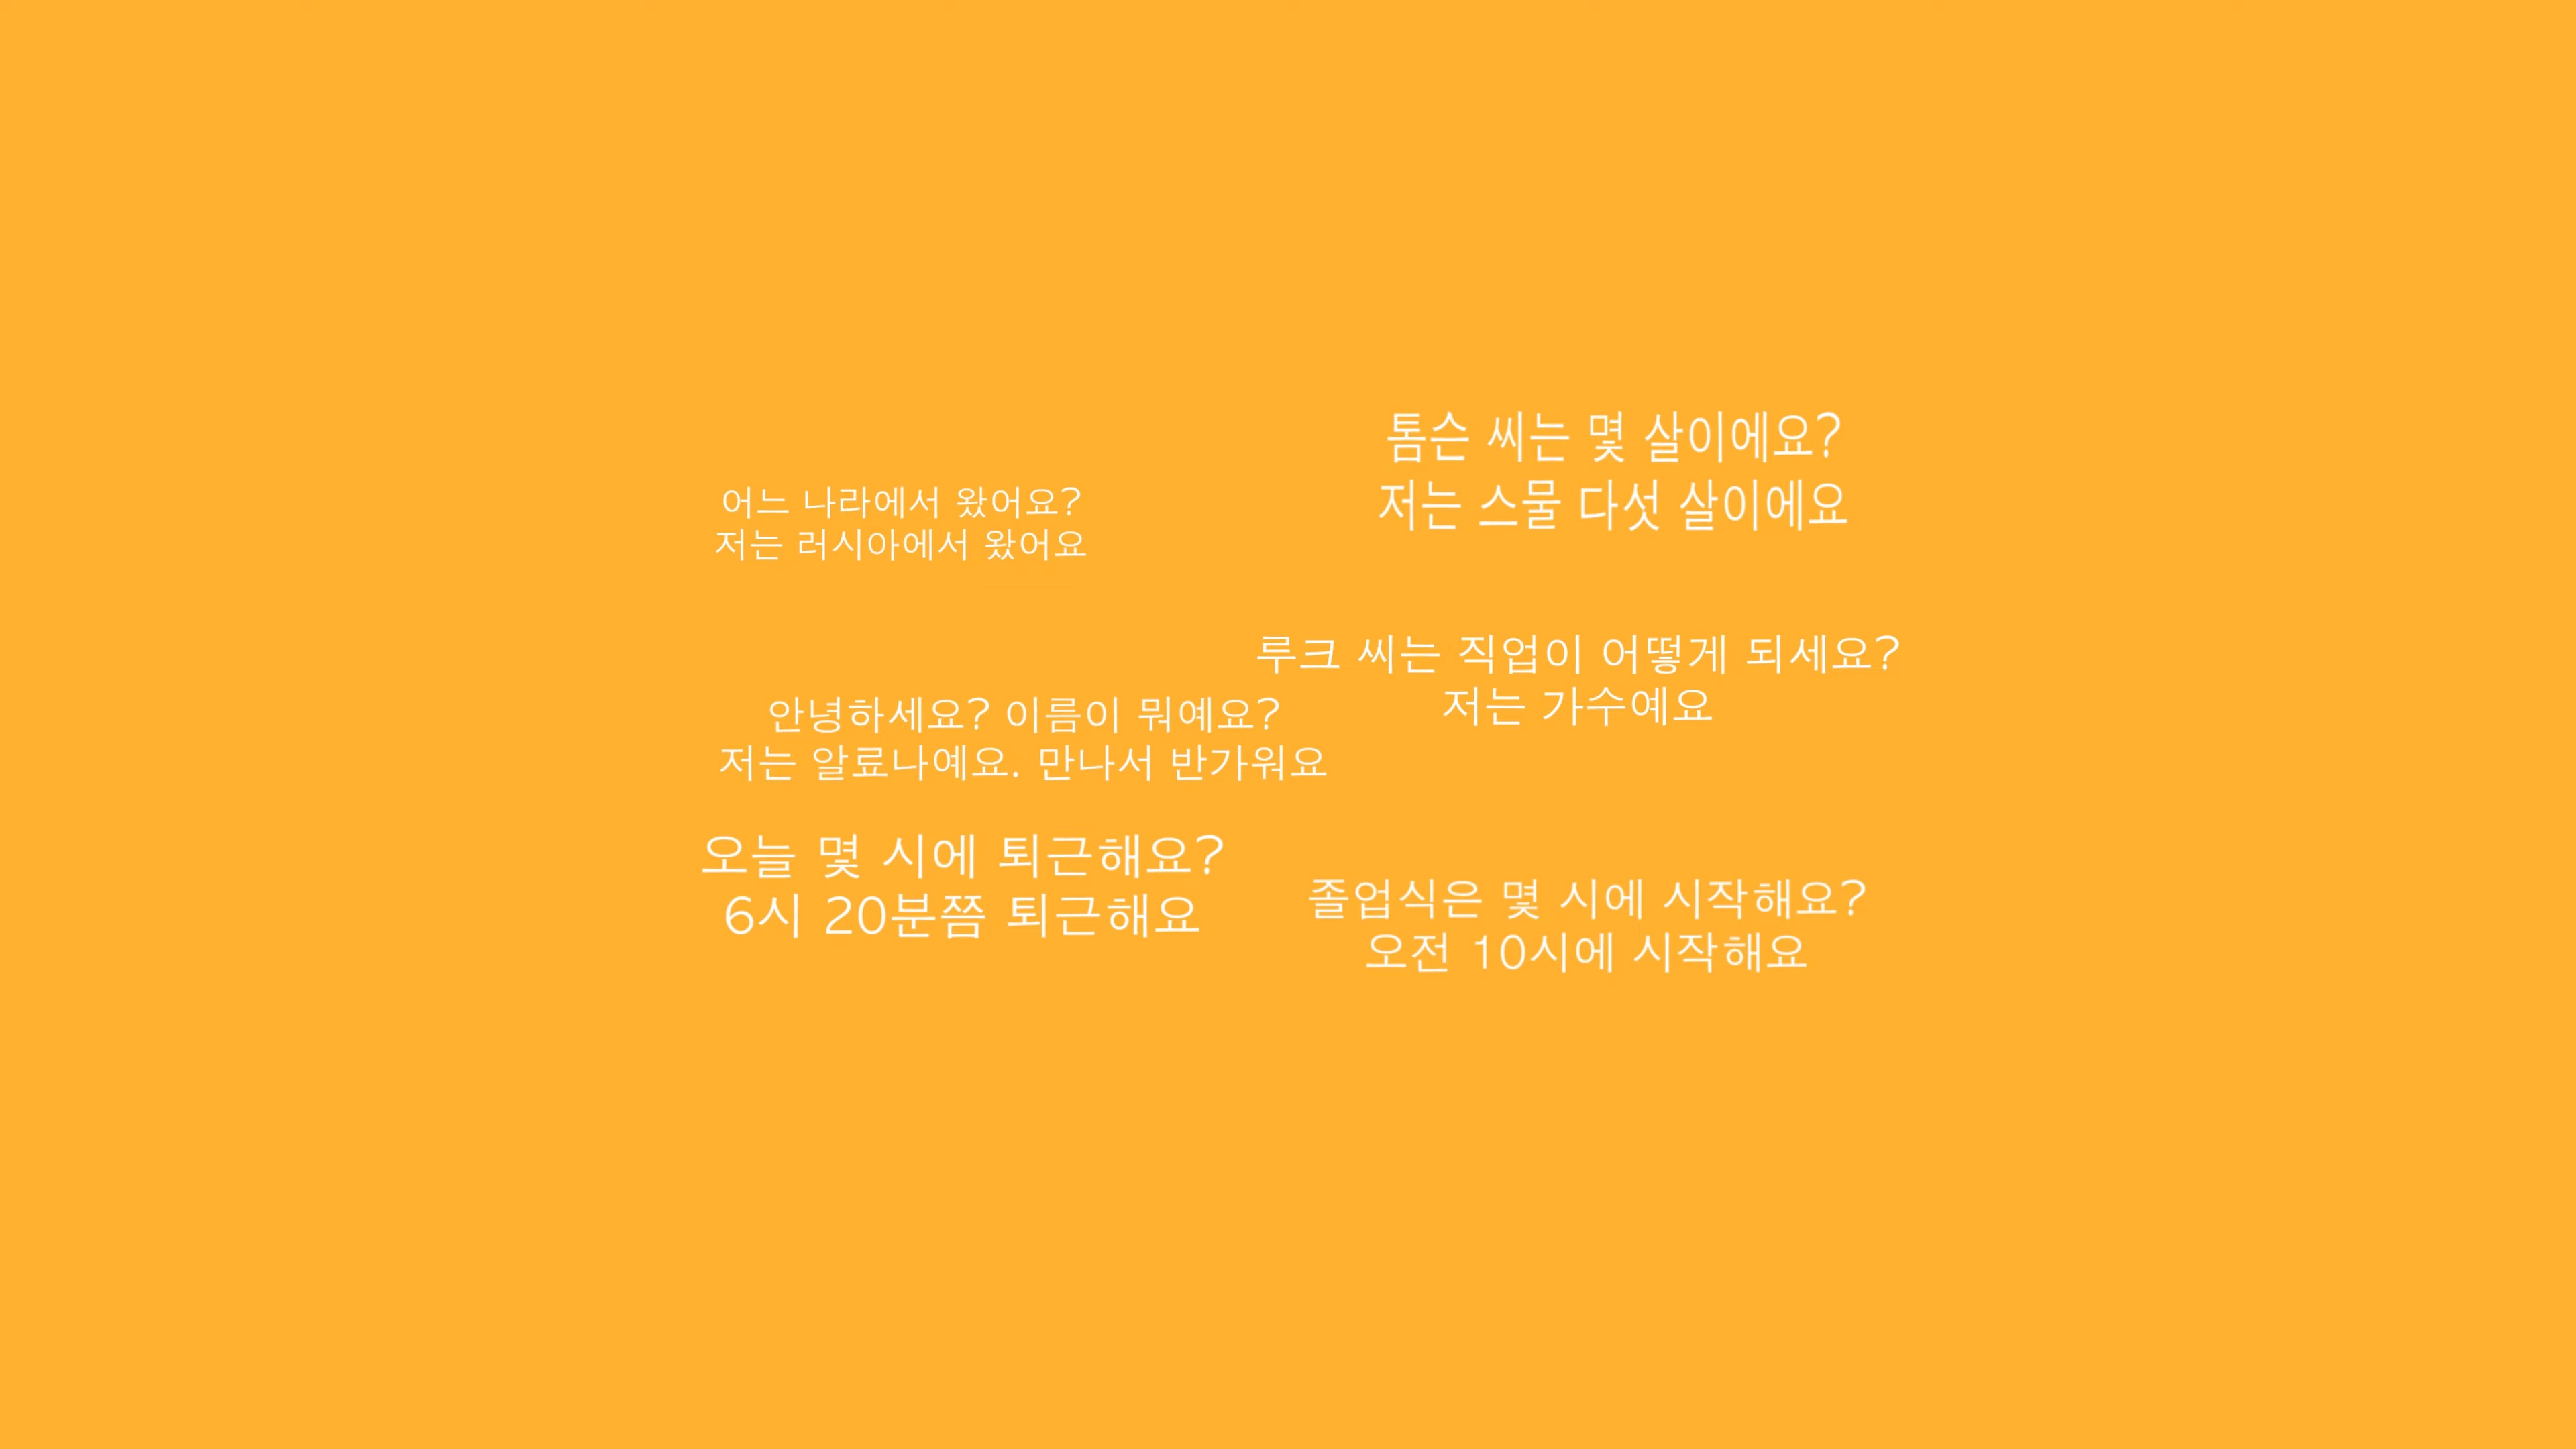 톰슨 씨는 몇 살이에요?
저는 스물 다섯 살이에요
어느 나라에서 왔어요?
저는 러시아에서 왔어요
루크 씨는 직업이 어떻게 되세요?
저는 가수예요
안녕하세요? 이름이 뭐예요?
저는 알료나예요. 만나서 반가워요
오늘 몇 시에 퇴근해요?
6시 20분쯤 퇴근해요
졸업식은 몇 시에 시작해요?
오전 10시에 시작해요